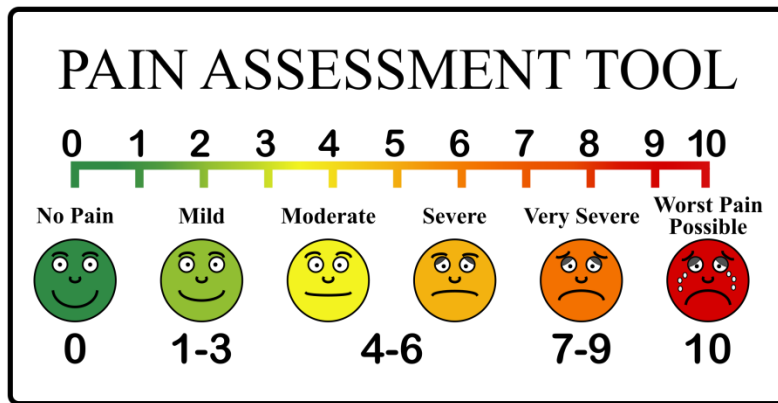 PAIN ASSESSMENT TOOL
0 1 2 3 4 5 6 7 8 9 10
No Pain Mild Moderate Severe Very Severe Worst Pain
Possible
0 1-3 4-6 7-9 10